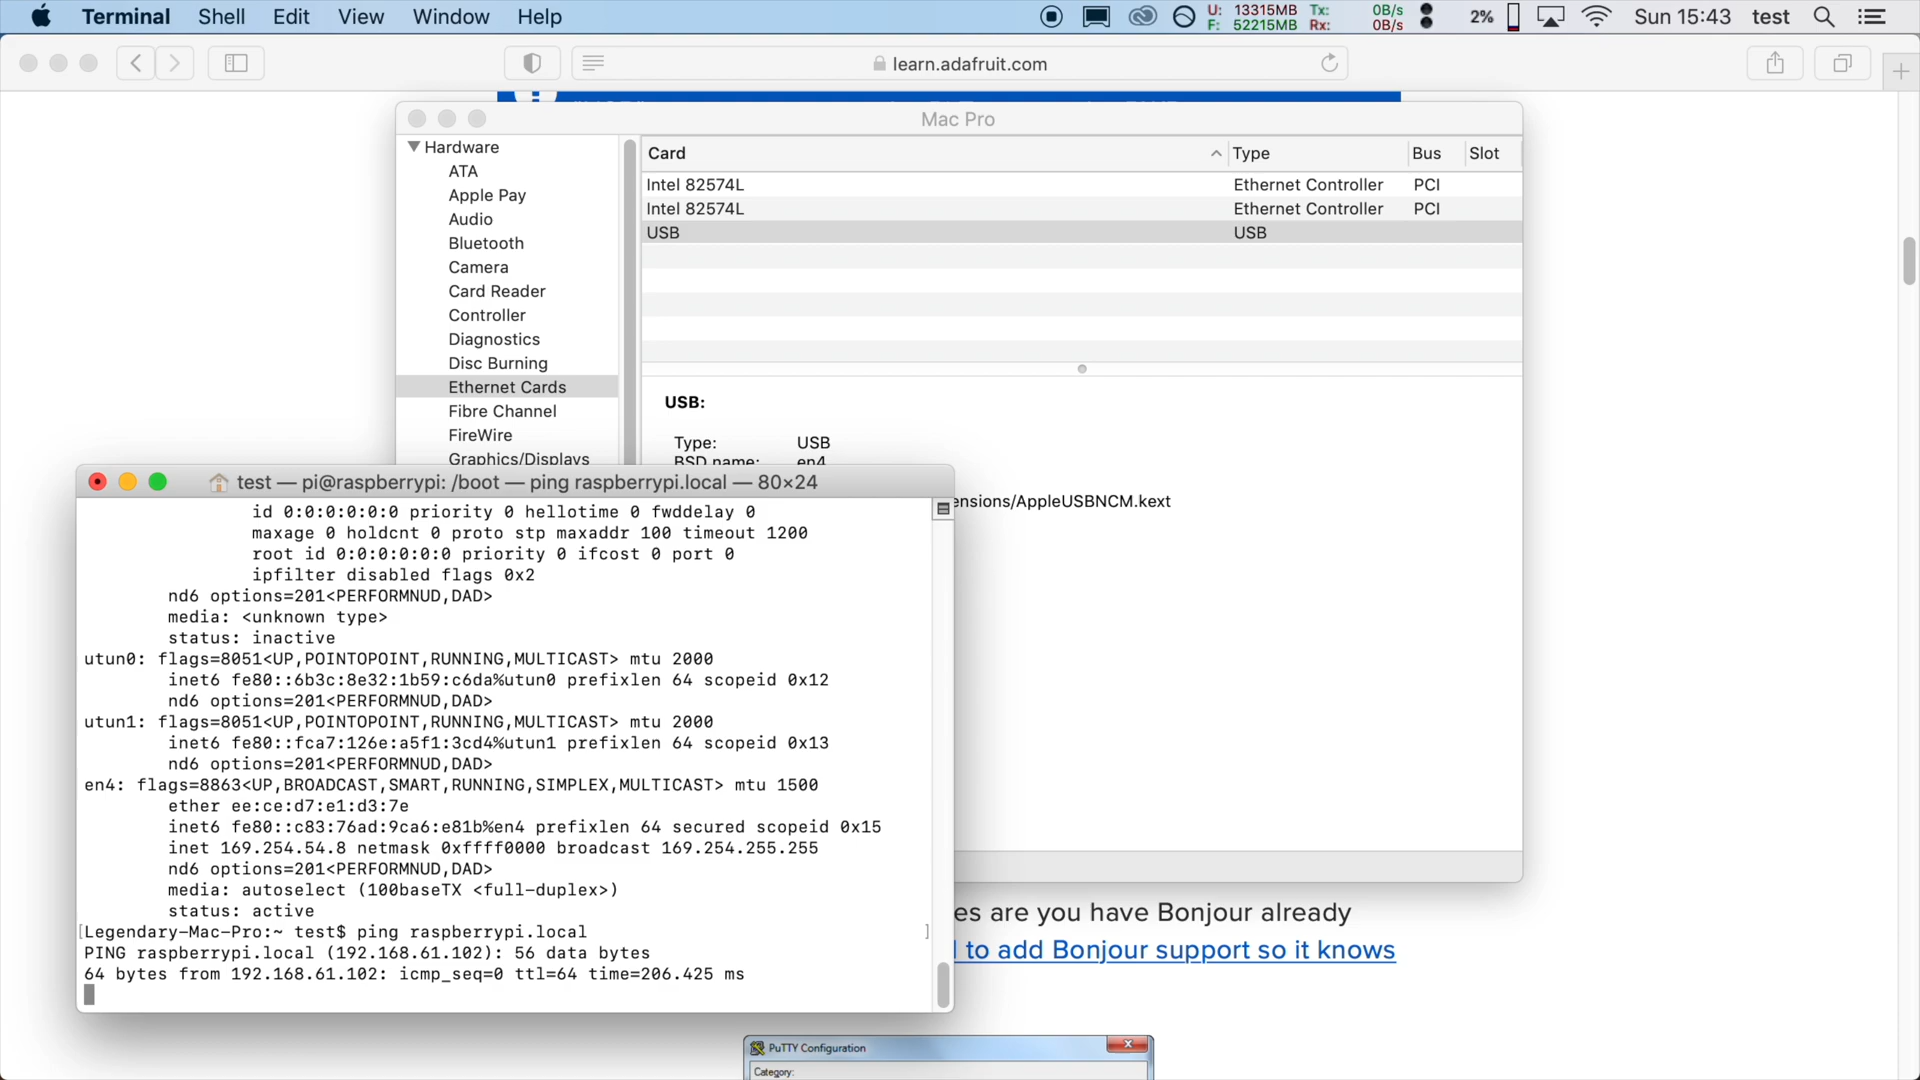 Terminal Shell Edit View Window Help
U: 13315MB Tx: 0B/s
F: 52215MB Rx: 0B/s
2%
Sun 15:43 test
learn.adafruit.com
Mac Pro
Hardware
ATA
Apple Pay
Audio
Bluetooth
Camera
Card Reader
Controller
Diagnostics
Disc Burning
Ethernet Cards
Fibre Channel
FireWire
Graphics/Displays
Card Type Bus Slot
Intel 82574L Ethernet Controller PCI
Intel 82574L Ethernet Controller PCI
USB USB
USB:
Type: USB
BSD name: en4
ensions/AppleUSBNCM.kext
test — pi@raspberrypi: /boot — ping raspberrypi.local — 80×24
id 0:0:0:0:0:0 priority 0 hellotime 0 fwddelay 0
maxage 0 holdcnt 0 proto stp maxaddr 100 timeout 1200
root id 0:0:0:0:0:0 priority 0 ifcost 0 port 0
ipfilter disabled flags 0x2
nd6 options=201<PERFORMNUD,DAD>
media: <unknown type>
status: inactive
utun0: flags=8051<UP,POINTOPOINT,RUNNING,MULTICAST> mtu 2000
inet6 fe80::6b3c:8e32:1b59:c6da%utun0 prefixlen 64 scopeid 0x12
nd6 options=201<PERFORMNUD,DAD>
utun1: flags=8051<UP,POINTOPOINT,RUNNING,MULTICAST> mtu 2000
inet6 fe80::fca7:126e:a5f1:3cd4%utun1 prefixlen 64 scopeid 0x13
nd6 options=201<PERFORMNUD,DAD>
en4: flags=8863<UP,BROADCAST,SMART,RUNNING,SIMPLEX,MULTICAST> mtu 1500
ether ee:ce:d7:e1:d3:7e
inet6 fe80::c83:76ad:9ca6:e81b%en4 prefixlen 64 secured scopeid 0x15
inet 169.254.54.8 netmask 0xffff0000 broadcast 169.254.255.255
nd6 options=201<PERFORMNUD,DAD>
media: autoselect (100baseTX <full-duplex>)
status: active
[Legendary-Mac-Pro:~ test$ ping raspberrypi.local ]
PING raspberrypi.local (192.168.61.102): 56 data bytes
64 bytes from 192.168.61.102: icmp_seq=0 ttl=64 time=206.425 ms
es are you have Bonjour already
to add Bonjour support so it knows
PuTTY Configuration
Category: